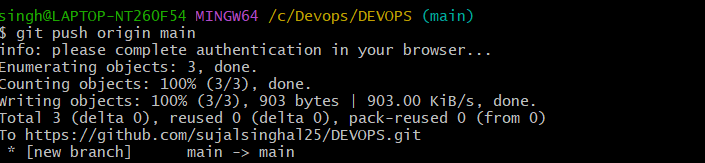 singh@LAPTOP-NT260F54 MINGW64 /c/Devops/DEVOPS (main)
$ git push origin main
info: please complete authentication in your browser...
Enumerating objects: 3, done.
Counting objects: 100% (3/3), done.
Writing objects: 100% (3/3), 903 bytes | 903.00 KiB/s, done.
Total 3 (delta 0), reused 0 (delta 0), pack-reused 0 (from 0)
To https://github.com/sujalsinghal25/DEVOPS.git
 * [new branch]      main -> main